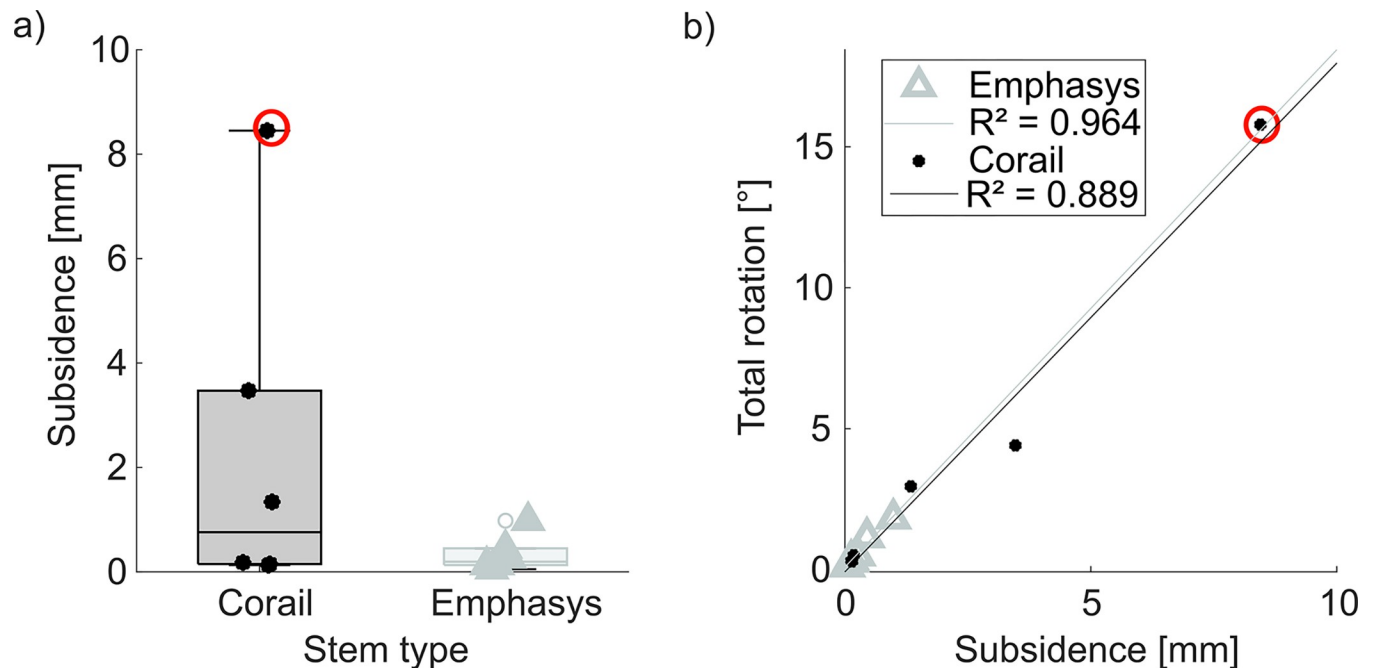 a)
10
8
6
4
2
0
Subsidence [mm]
Corail
Emphasys
Stem type
b)
Emphasys
R² = 0.964
Corail
R² = 0.889
15
10
5
0
Total rotation [°]
0
5
10
Subsidence [mm]